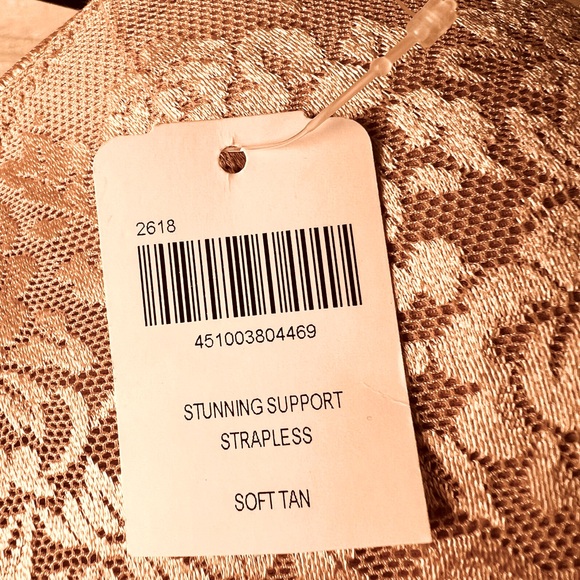 2618
451003804469
STUNNING SUPPORT
STRAPLESS
SOFT TAN